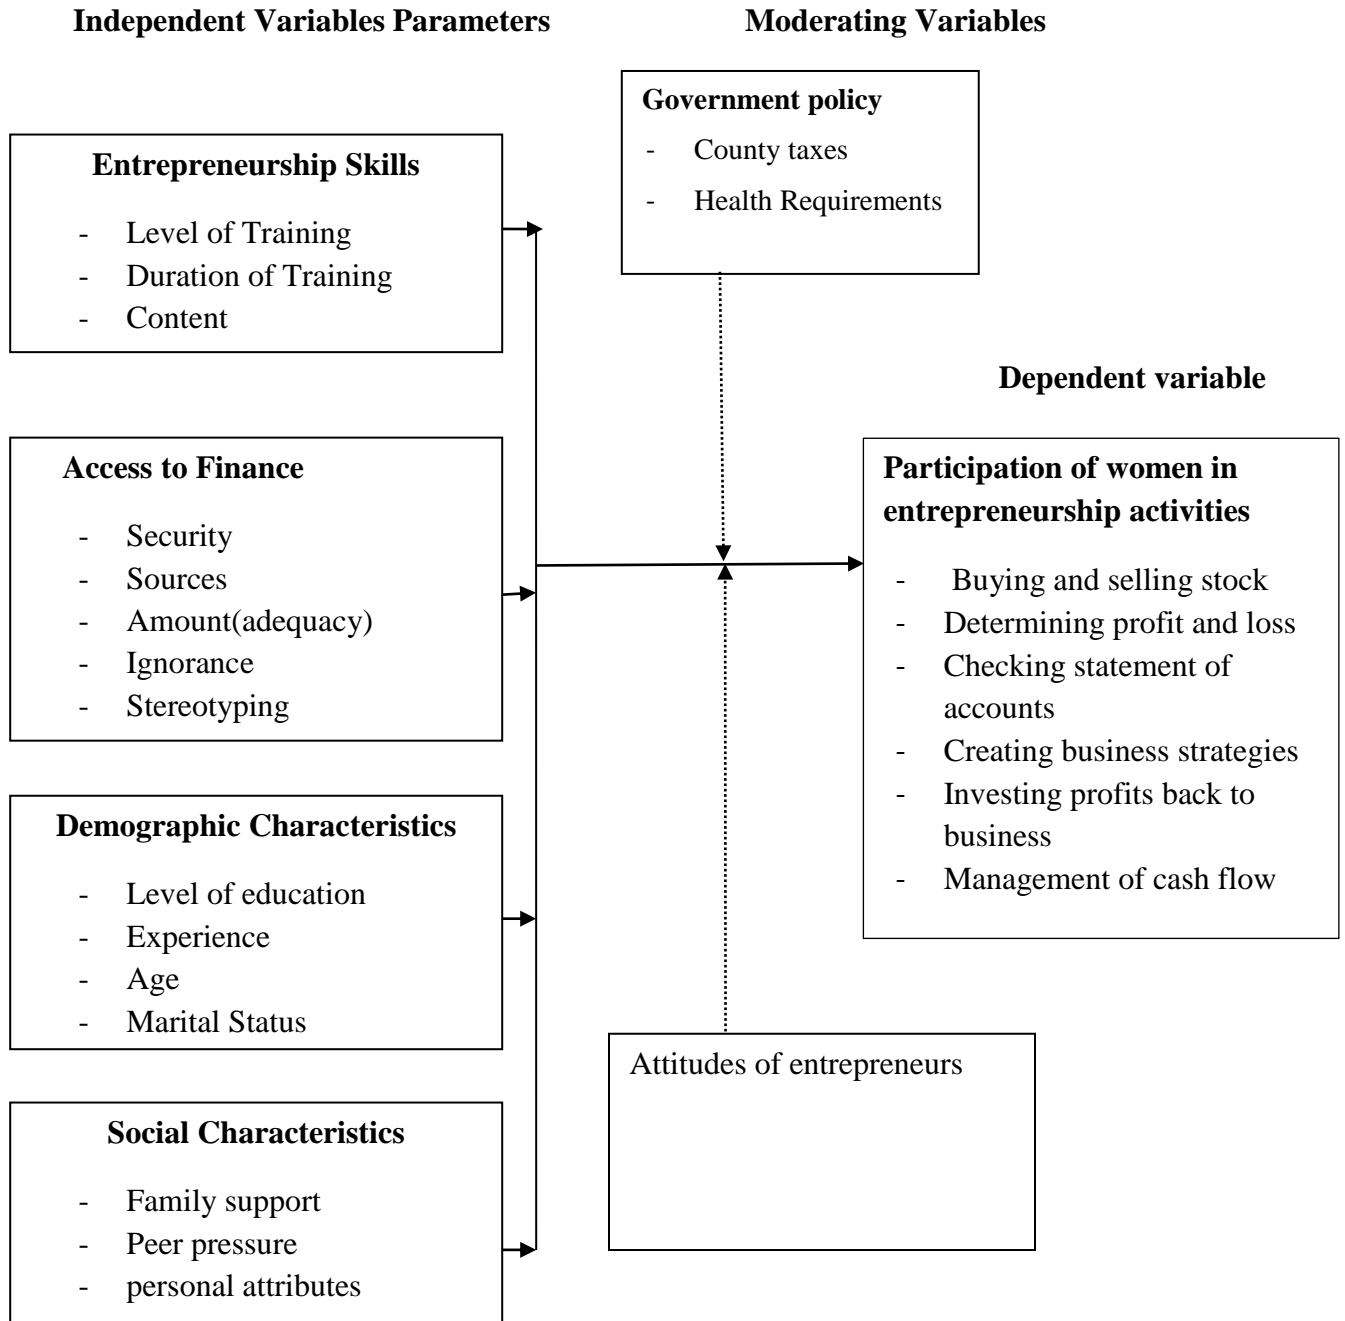 Independent Variables Parameters
Moderating Variables
Government policy
- County taxes
- Health Requirements
Entrepreneurship Skills
- Level of Training
- Duration of Training
- Content
Dependent variable
Access to Finance
- Security
- Sources
- Amount(adequacy)
- Ignorance
- Stereotyping
Participation of women in
entrepreneurship activities
- Buying and selling stock
- Determining profit and loss
- Checking statement of
accounts
- Creating business strategies
- Investing profits back to
business
- Management of cash flow
Demographic Characteristics
- Level of education
- Experience
- Age
- Marital Status
Attitudes of entrepreneurs
Social Characteristics
- Family support
- Peer pressure
- personal attributes